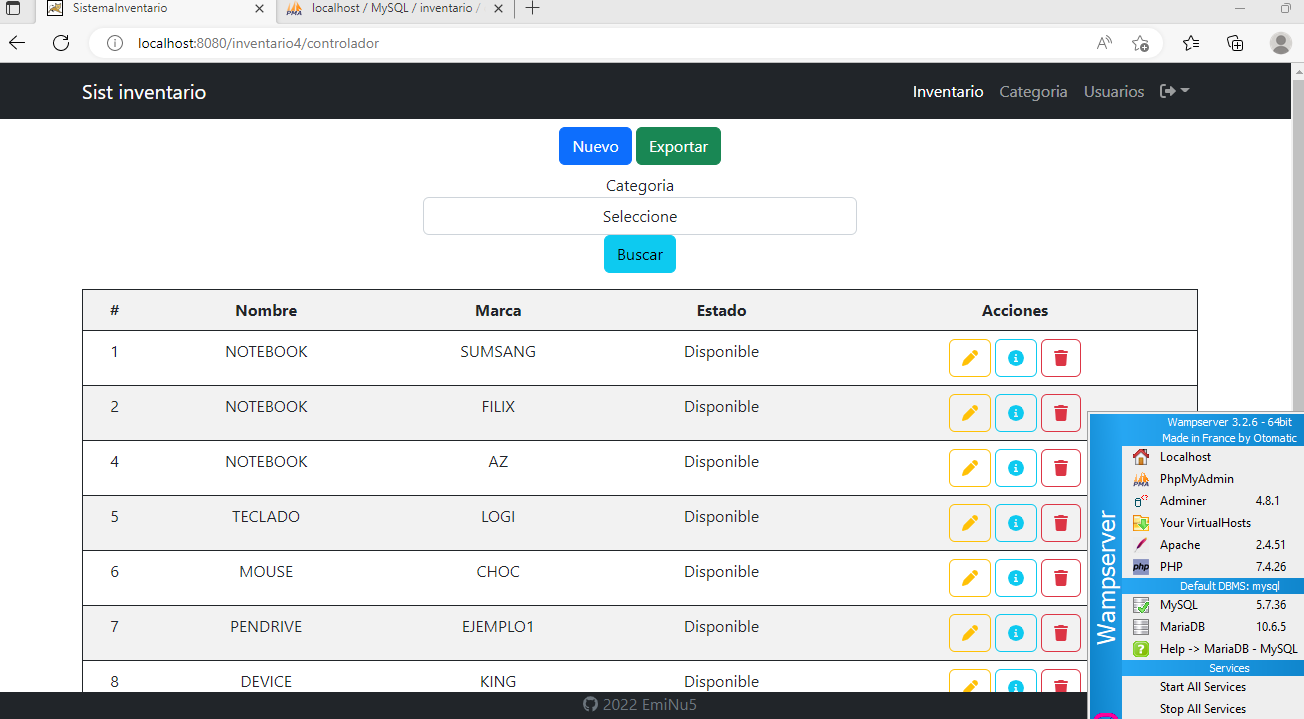 SistemaInventario
localhost / MySQL / inventario /
localhost:8080/inventario4/controlador
Sist inventario
Inventario Categoria Usuarios
Nuevo Exportar
Categoria
Seleccione
Buscar
# Nombre Marca Estado Acciones
1 NOTEBOOK SUMSANG Disponible
2 NOTEBOOK FILIX Disponible
4 NOTEBOOK AZ Disponible
5 TECLADO LOGI Disponible
6 MOUSE CHOC Disponible
7 PENDRIVE EJEMPLO1 Disponible
8 DEVICE KING Disponible
2022 EmiNu5
Wampserver
Wampserver 3.2.6 - 64bit
Made in France by Otomatic
Localhost
PMA PhpMyAdmin
Adminer 4.8.1
Your VirtualHosts
Apache 2.4.51
php PHP 7.4.26
Default DBMS: mysql
MySQL 5.7.36
MariaDB 10.6.5
Help -> MariaDB - MySQL
Services
Start All Services
Stop All Services